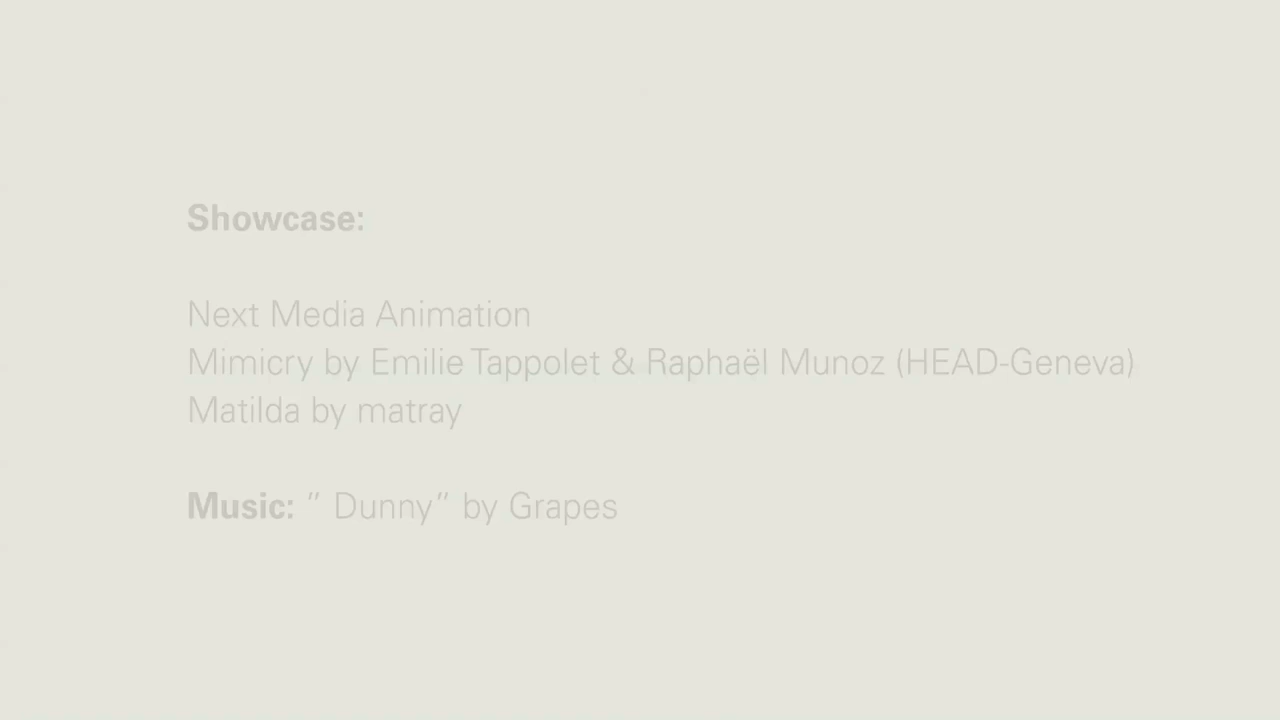 Showcase:
Next Media Animation
Mimicry by Emilie Tappolet & Raphaël Munoz (HEAD-Geneva)
Matilda by matray
Music: ” Dunny” by Grapes